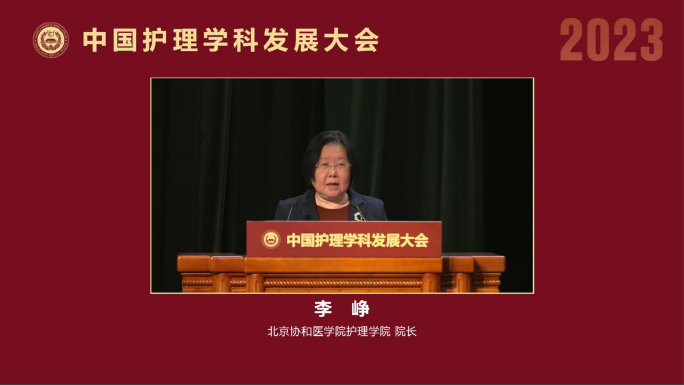 中国护理学科发展大会
2023
中国护理学科发展大会
李 峥
北京协和医学院护理学院 院长